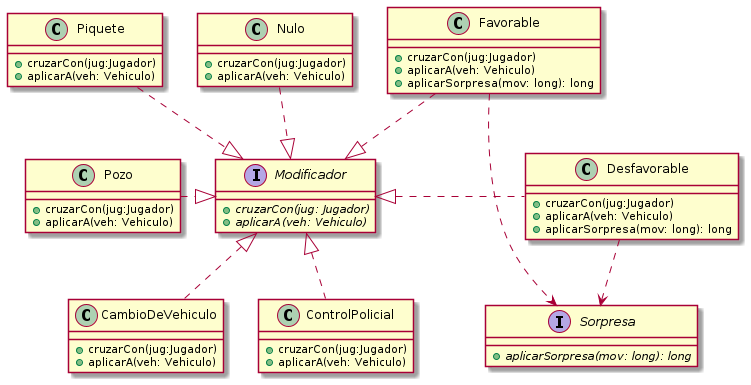 C Piquete
cruzarCon(jug:Jugador)
aplicarA(veh: Vehiculo)
C Nulo
cruzarCon(jug:Jugador)
aplicarA(veh: Vehiculo)
C Favorable
cruzarCon(jug:Jugador)
aplicarA(veh: Vehiculo)
aplicarSorpresa(mov: long): long
C Pozo
cruzarCon(jug:Jugador)
aplicarA(veh: Vehiculo)
I Modificador
cruzarCon(jug: Jugador)
aplicarA(veh: Vehiculo)
C Desfavorable
cruzarCon(jug:Jugador)
aplicarA(veh: Vehiculo)
aplicarSorpresa(mov: long): long
C CambioDeVehiculo
cruzarCon(jug:Jugador)
aplicarA(veh: Vehiculo)
C ControlPolicial
cruzarCon(jug:Jugador)
aplicarA(veh: Vehiculo)
I Sorpresa
aplicarSorpresa(mov: long): long